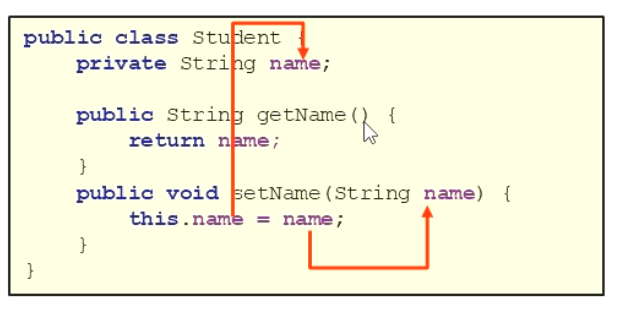 public class Student {
private String name;
public String getName() {
return name;
}
public void setName(String name) {
this.name = name;
}
}